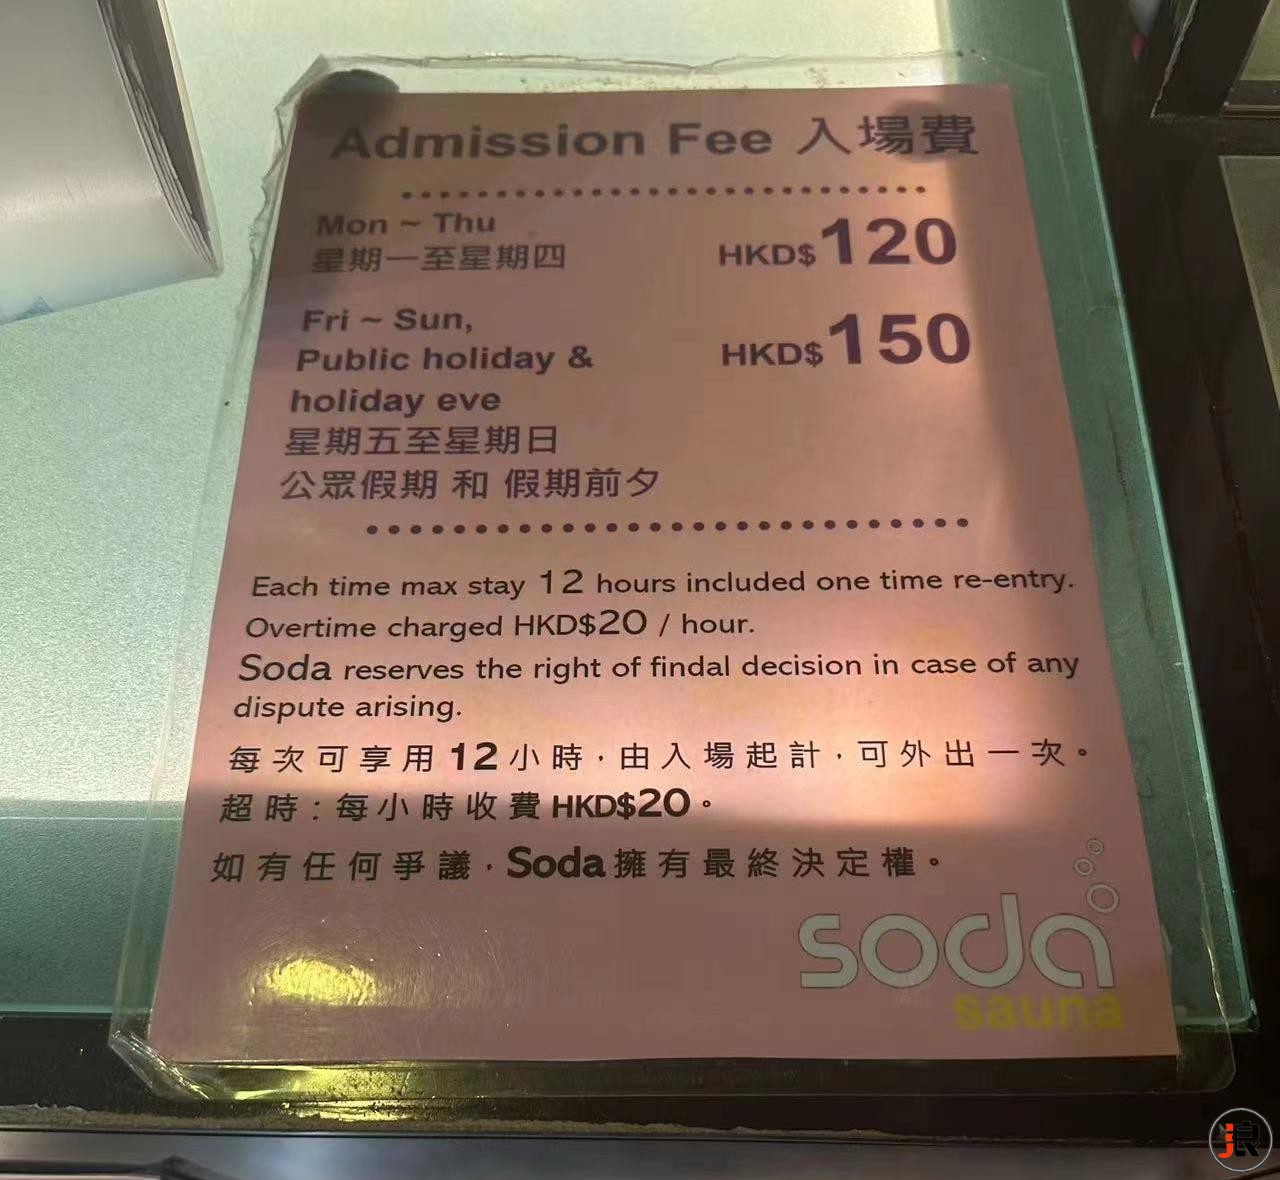 Admission Fee 入場費
Mon ~ Thu
星期一至星期四
HKD$120
Fri ~ Sun,
Public holiday &
holiday eve
HKD$150
星期五至星期日
公眾假期 和 假期前夕
Each time max stay 12 hours included one time re-entry.
Overtime charged HKD$20 / hour.
Soda reserves the right of findal decision in case of any
dispute arising.
每次可享用12小時，由入場起計，可外出一次。
超時：每小時收費HKD$20。
如有任何爭議，Soda擁有最終決定權。
soda
sauna